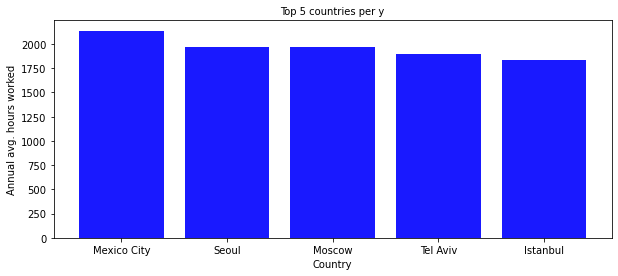 Top 5 countries per y
Annual avg. hours worked
2000
1750
1500
1250
1000
750
500
250
0
Mexico City Seoul Moscow Tel Aviv Istanbul
Country